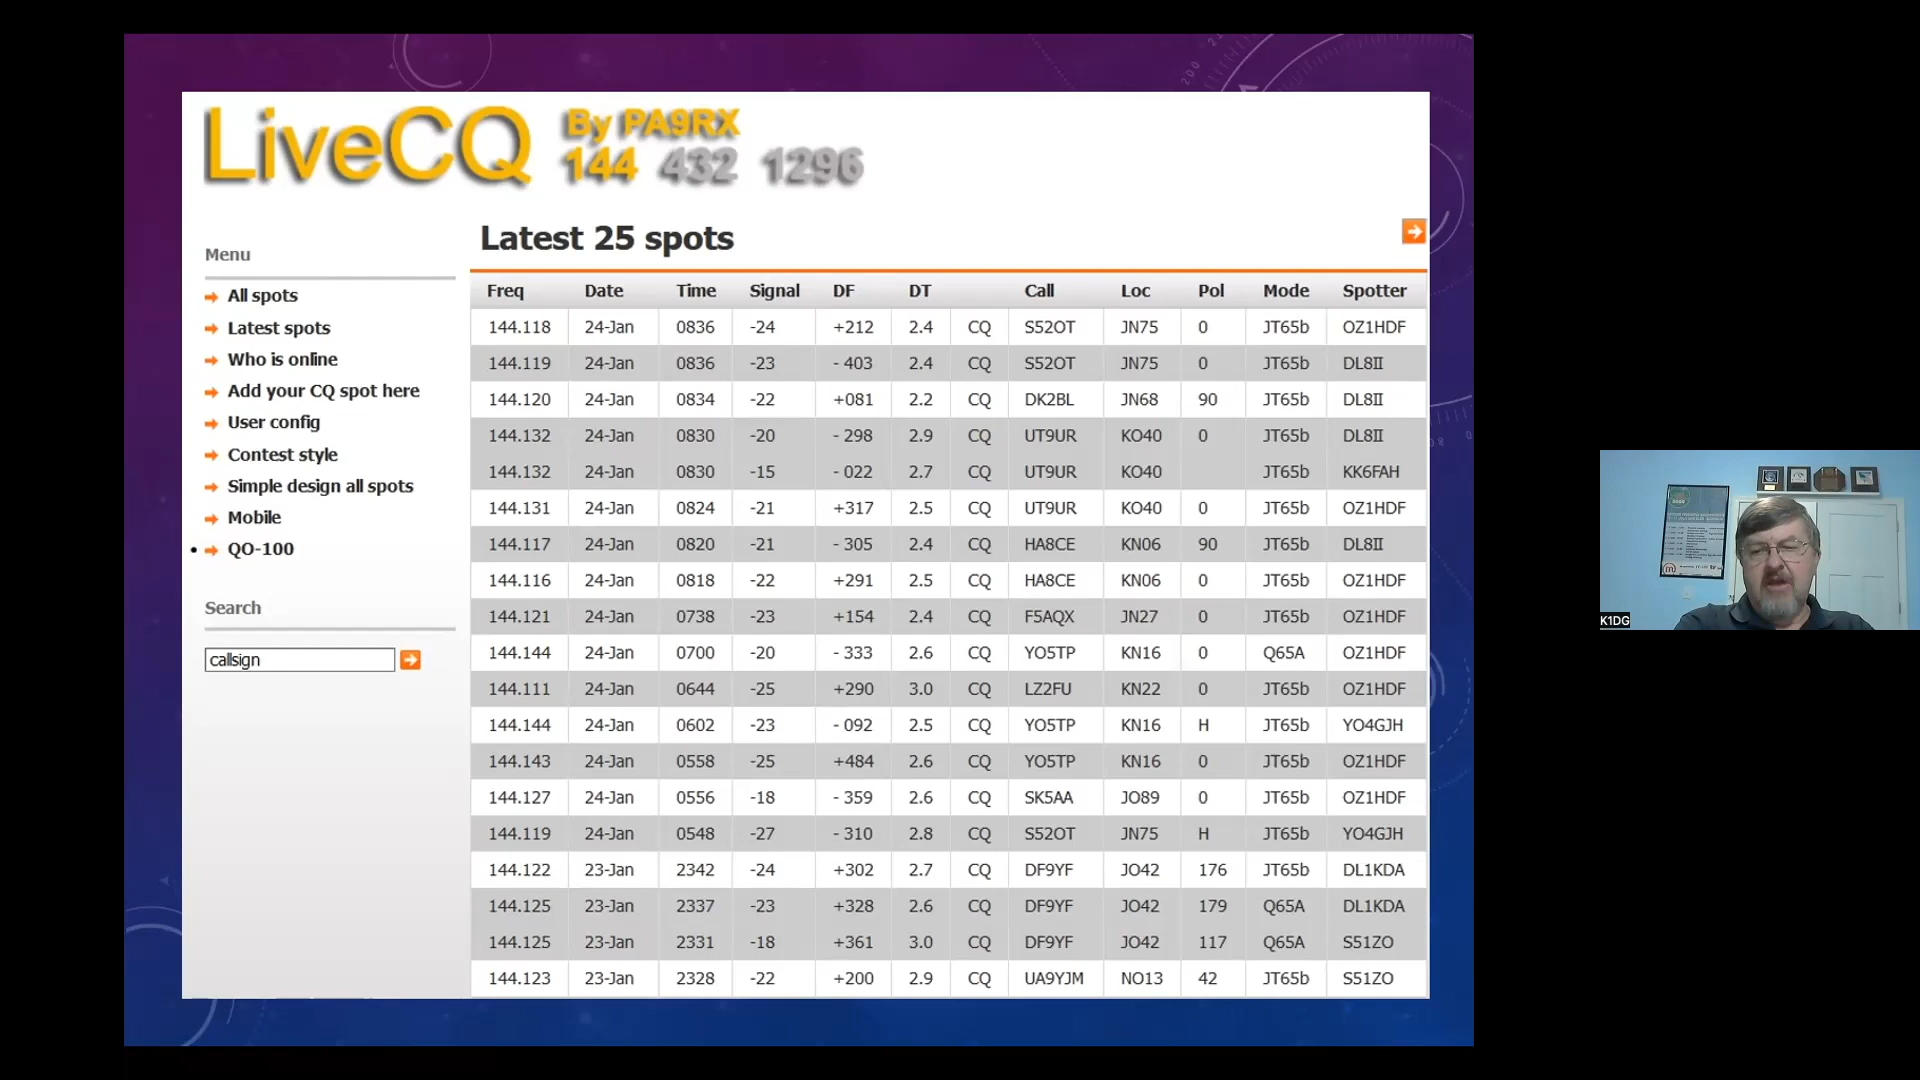 LiveCQ By PA9RX
144 432 1296
Latest 25 spots
Menu
All spots
Latest spots
Who is online
Add your CQ spot here
User config
Contest style
Simple design all spots
Mobile
• QO-100
Search
callsign
Freq Date Time Signal DF DT Call Loc Pol Mode Spotter
144.118 24-Jan 0836 -24 +212 2.4 CQ S52OT JN75 0 JT65b OZ1HDF
144.119 24-Jan 0836 -23 - 403 2.4 CQ S52OT JN75 0 JT65b DL8II
144.120 24-Jan 0834 -22 +081 2.2 CQ DK2BL JN68 90 JT65b DL8II
144.132 24-Jan 0830 -20 - 298 2.9 CQ UT9UR KO40 0 JT65b DL8II
144.132 24-Jan 0830 -15 - 022 2.7 CQ UT9UR KO40 JT65b KK6FAH
144.131 24-Jan 0824 -21 +317 2.5 CQ UT9UR KO40 0 JT65b OZ1HDF
144.117 24-Jan 0820 -21 - 305 2.4 CQ HA8CE KN06 90 JT65b DL8II
144.116 24-Jan 0818 -22 +291 2.5 CQ HA8CE KN06 0 JT65b OZ1HDF
144.121 24-Jan 0738 -23 +154 2.4 CQ F5AQX JN27 0 JT65b OZ1HDF
144.144 24-Jan 0700 -20 - 333 2.6 CQ YO5TP KN16 0 Q65A OZ1HDF
144.111 24-Jan 0644 -25 +290 3.0 CQ LZ2FU KN22 0 JT65b OZ1HDF
144.144 24-Jan 0602 -23 - 092 2.5 CQ YO5TP KN16 H JT65b YO4GJH
144.143 24-Jan 0558 -25 +484 2.6 CQ YO5TP KN16 0 JT65b OZ1HDF
144.127 24-Jan 0556 -18 - 359 2.6 CQ SK5AA JO89 0 JT65b OZ1HDF
144.119 24-Jan 0548 -27 - 310 2.8 CQ S52OT JN75 H JT65b YO4GJH
144.122 23-Jan 2342 -24 +302 2.7 CQ DF9YF JO42 176 JT65b DL1KDA
144.125 23-Jan 2337 -23 +328 2.6 CQ DF9YF JO42 179 Q65A DL1KDA
144.125 23-Jan 2331 -18 +361 3.0 CQ DF9YF JO42 117 Q65A S51ZO
144.123 23-Jan 2328 -22 +200 2.9 CQ UA9YJM NO13 42 JT65b S51ZO
K1DG